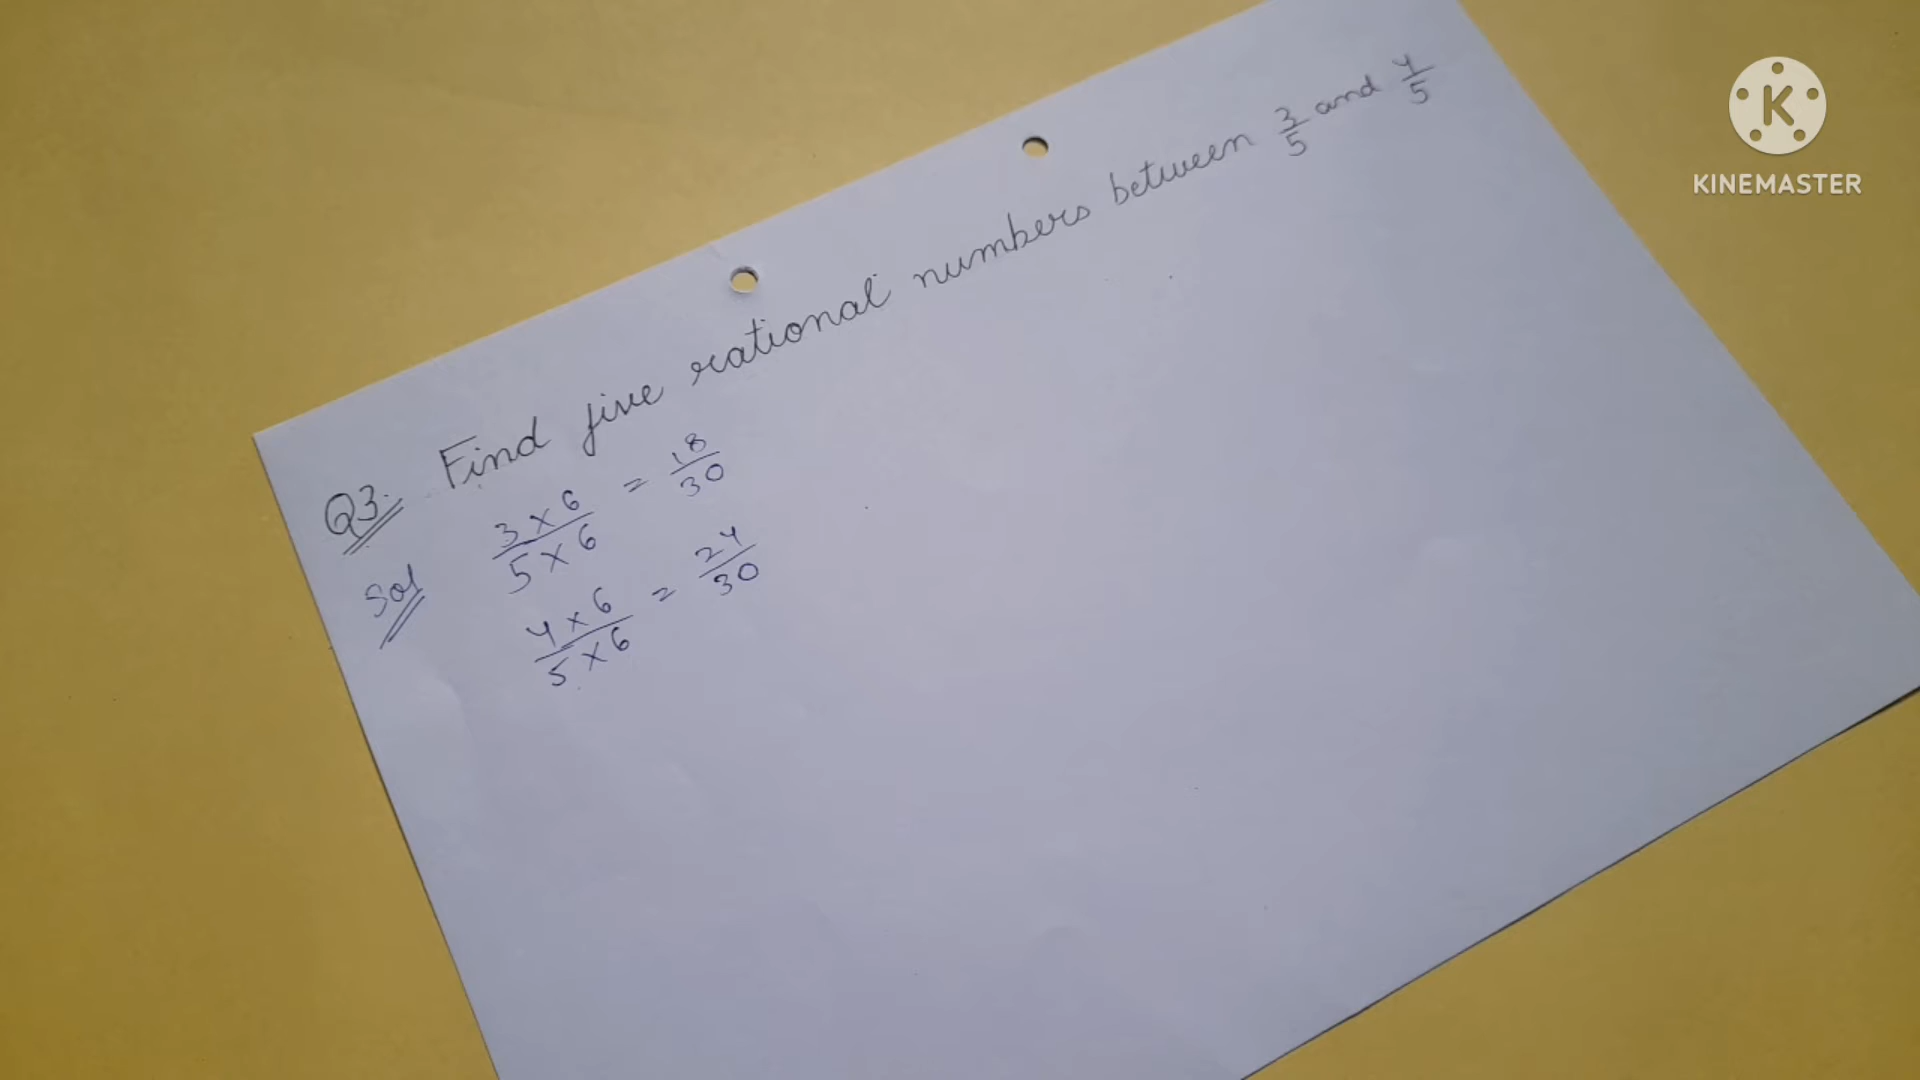 Q3. Find five rational numbers between 3/5 and 4/5
Sol 3 × 6 / 5 × 6 = 18/30
4 × 6 / 5 × 6 = 24/30
K
KINEMASTER